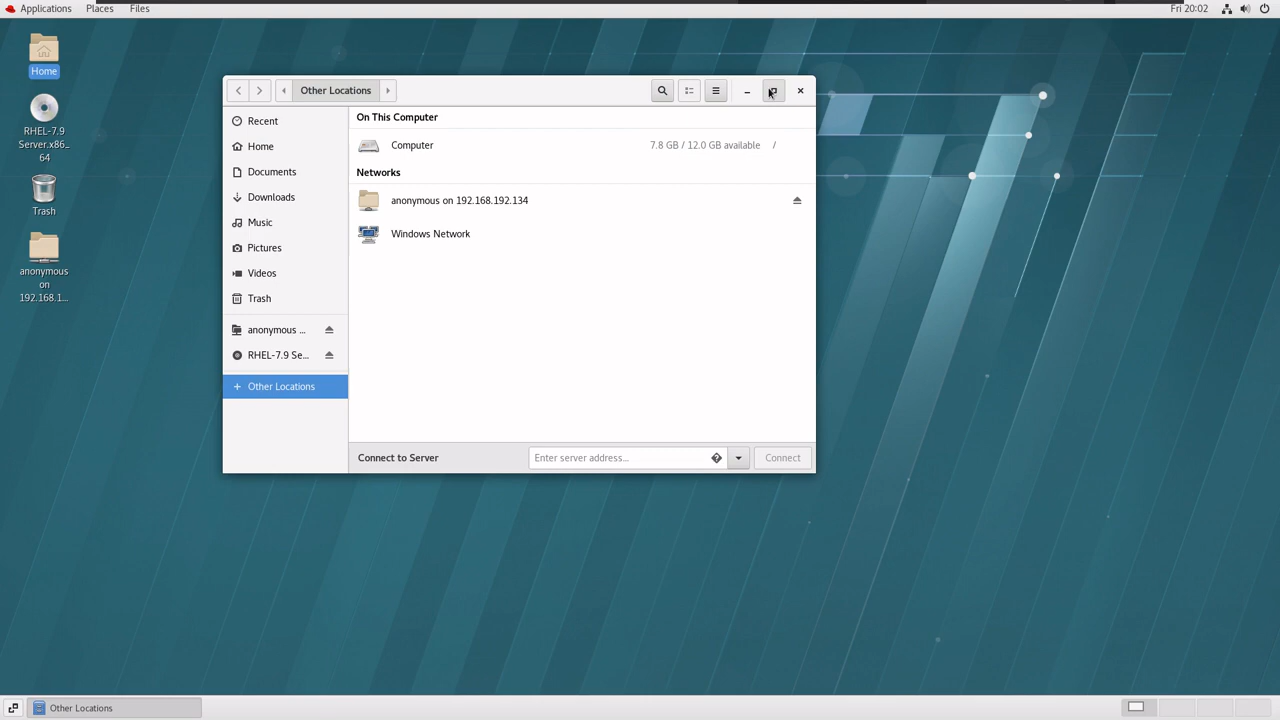 Applications Places Files Fri 20:02
Home
RHEL-7.9
Server.x86_
64
Trash
anonymous
on
192.168.1...
Other Locations
Recent
Home
Documents
Downloads
Music
Pictures
Videos
Trash
anonymous ...
RHEL-7.9 Se...
Other Locations
On This Computer
Computer 7.8 GB / 12.0 GB available /
Networks
anonymous on 192.168.192.134
Windows Network
Connect to Server Enter server address... Connect
Other Locations